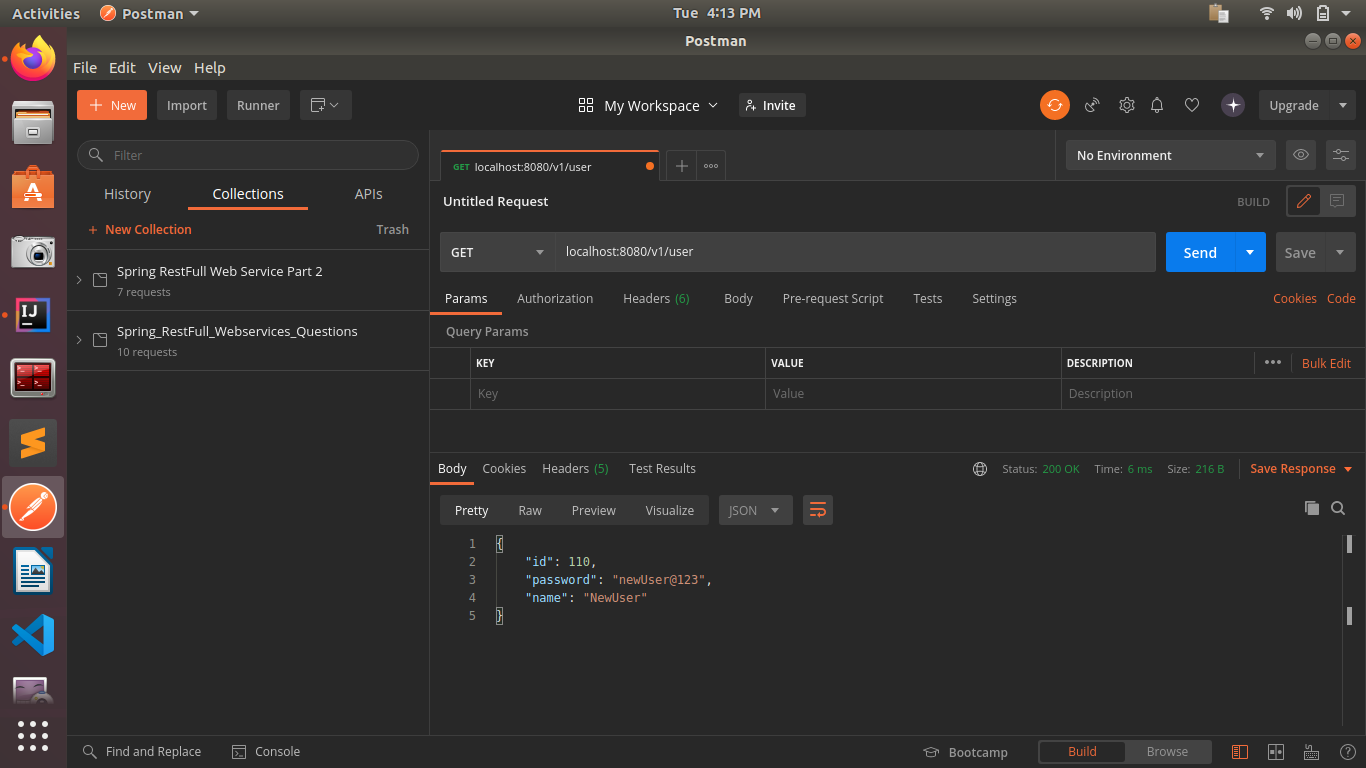 Activities Postman Tue 4:13 PM
Postman
File Edit View Help
New Import Runner My Workspace Invite Upgrade
Filter
History Collections APIs
+ New Collection Trash
Spring RestFull Web Service Part 2
7 requests
Spring_RestFull_Webservices_Questions
10 requests
GET localhost:8080/v1/user No Environment
Untitled Request BUILD
GET localhost:8080/v1/user Send Save
Params Authorization Headers (6) Body Pre-request Script Tests Settings Cookies Code
Query Params
KEY VALUE DESCRIPTION Bulk Edit
Key Value Description
Body Cookies Headers (5) Test Results Status: 200 OK Time: 6 ms Size: 216 B Save Response
Pretty Raw Preview Visualize JSON
1 {
2 "id": 110,
3 "password": "newUser@123",
4 "name": "NewUser"
5 }
Find and Replace Console Bootcamp Build Browse